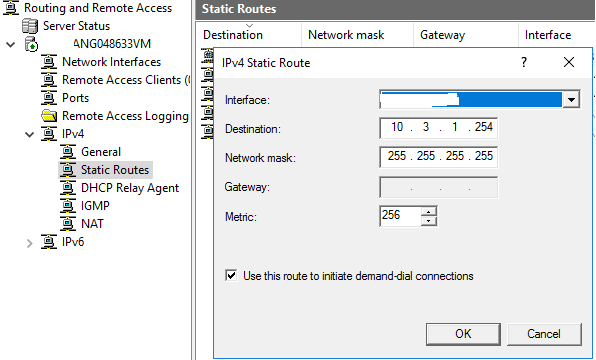 Routing and Remote Access
Server Status
ANG048633VM
Network Interfaces
Remote Access Clients (
Ports
Remote Access Logging
IPv4
General
Static Routes
DHCP Relay Agent
IGMP
NAT
IPv6
Static Routes
Destination Network mask Gateway Interface
IPv4 Static Route ? ×
Interface:
Destination: 10 . 3 . 1 . 254
Network mask: 255 . 255 . 255 . 255
Gateway: . . .
Metric: 256
Use this route to initiate demand-dial connections
OK Cancel